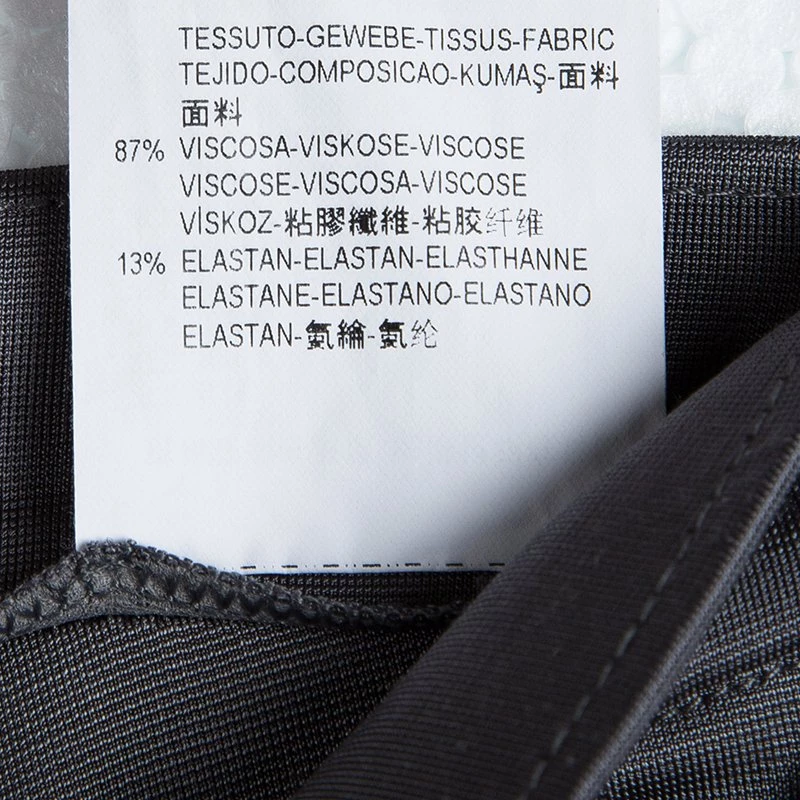 TESSUTO-GEWEBE-TISSUS-FABRIC
TEJIDO-COMPOSICAO-KUMAŞ-面料
面料
87% VISCOSA-VISKOSE-VISCOSE
VISCOSE-VISCOSA-VISCOSE
VİSKOZ-粘膠纖維-粘胶纤维
13% ELASTAN-ELASTAN-ELASTHANNE
ELASTANE-ELASTANO-ELASTANO
ELASTAN-氨綸-氨纶